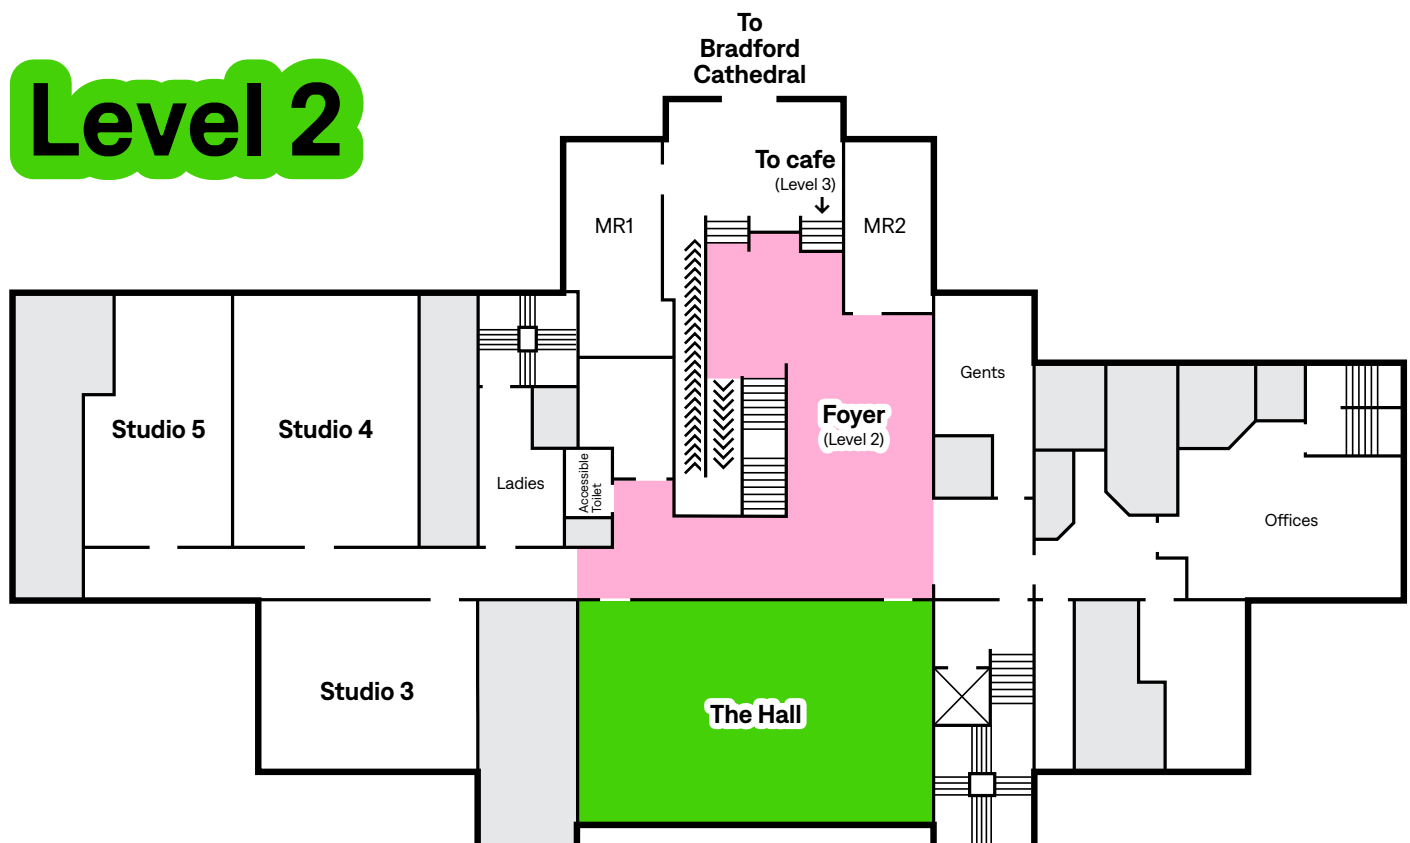 To
Bradford
Cathedral
Level 2
To cafe
(Level 3)
MR1
MR2
Gents
Studio 5
Studio 4
Foyer
(Level 2)
Ladies
Accessible
Toilet
Offices
Studio 3
The Hall